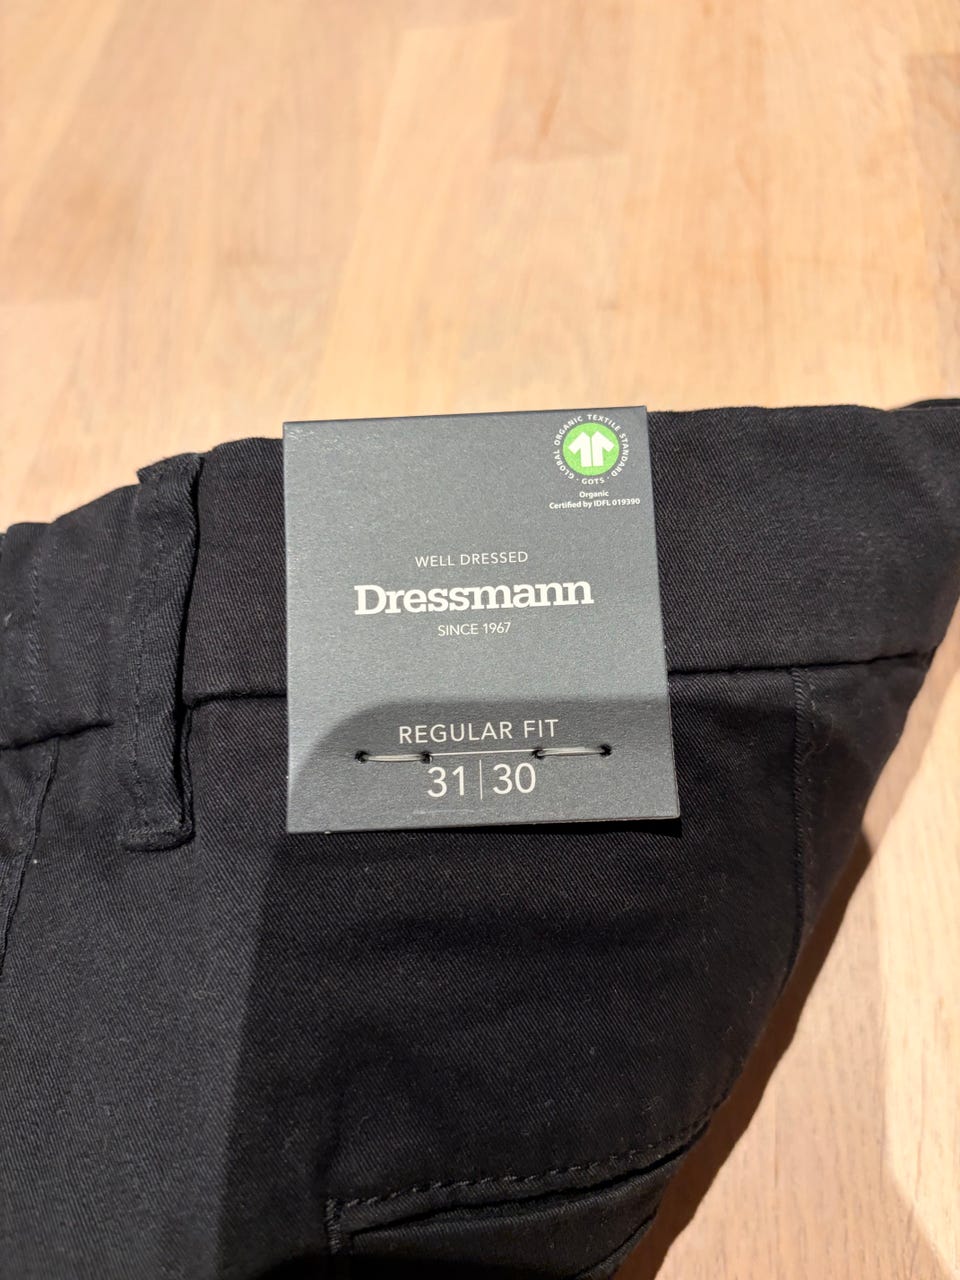 GLOBAL ORGANIC TEXTILE STANDARD · GOTS ·
Organic
Certified by IDFL 019390
WELL DRESSED
Dressmann
SINCE 1967
REGULAR FIT
31 | 30